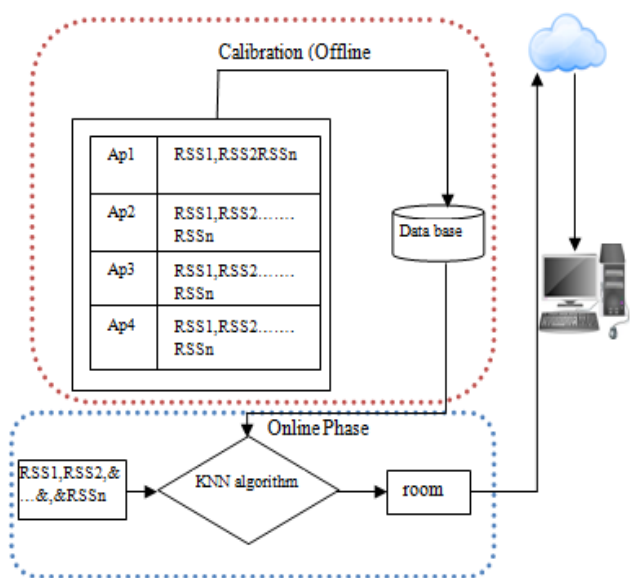 Calibration (Offline
Ap1
RSS1,RSS2RSSn
Ap2
RSS1,RSS2.......
RSSn
Ap3
RSS1,RSS2.......
RSSn
Ap4
RSS1,RSS2.......
RSSn
Data base
Online Phase
RSS1,RSS2,&
...&,&RSSn
KNN algorithm
room